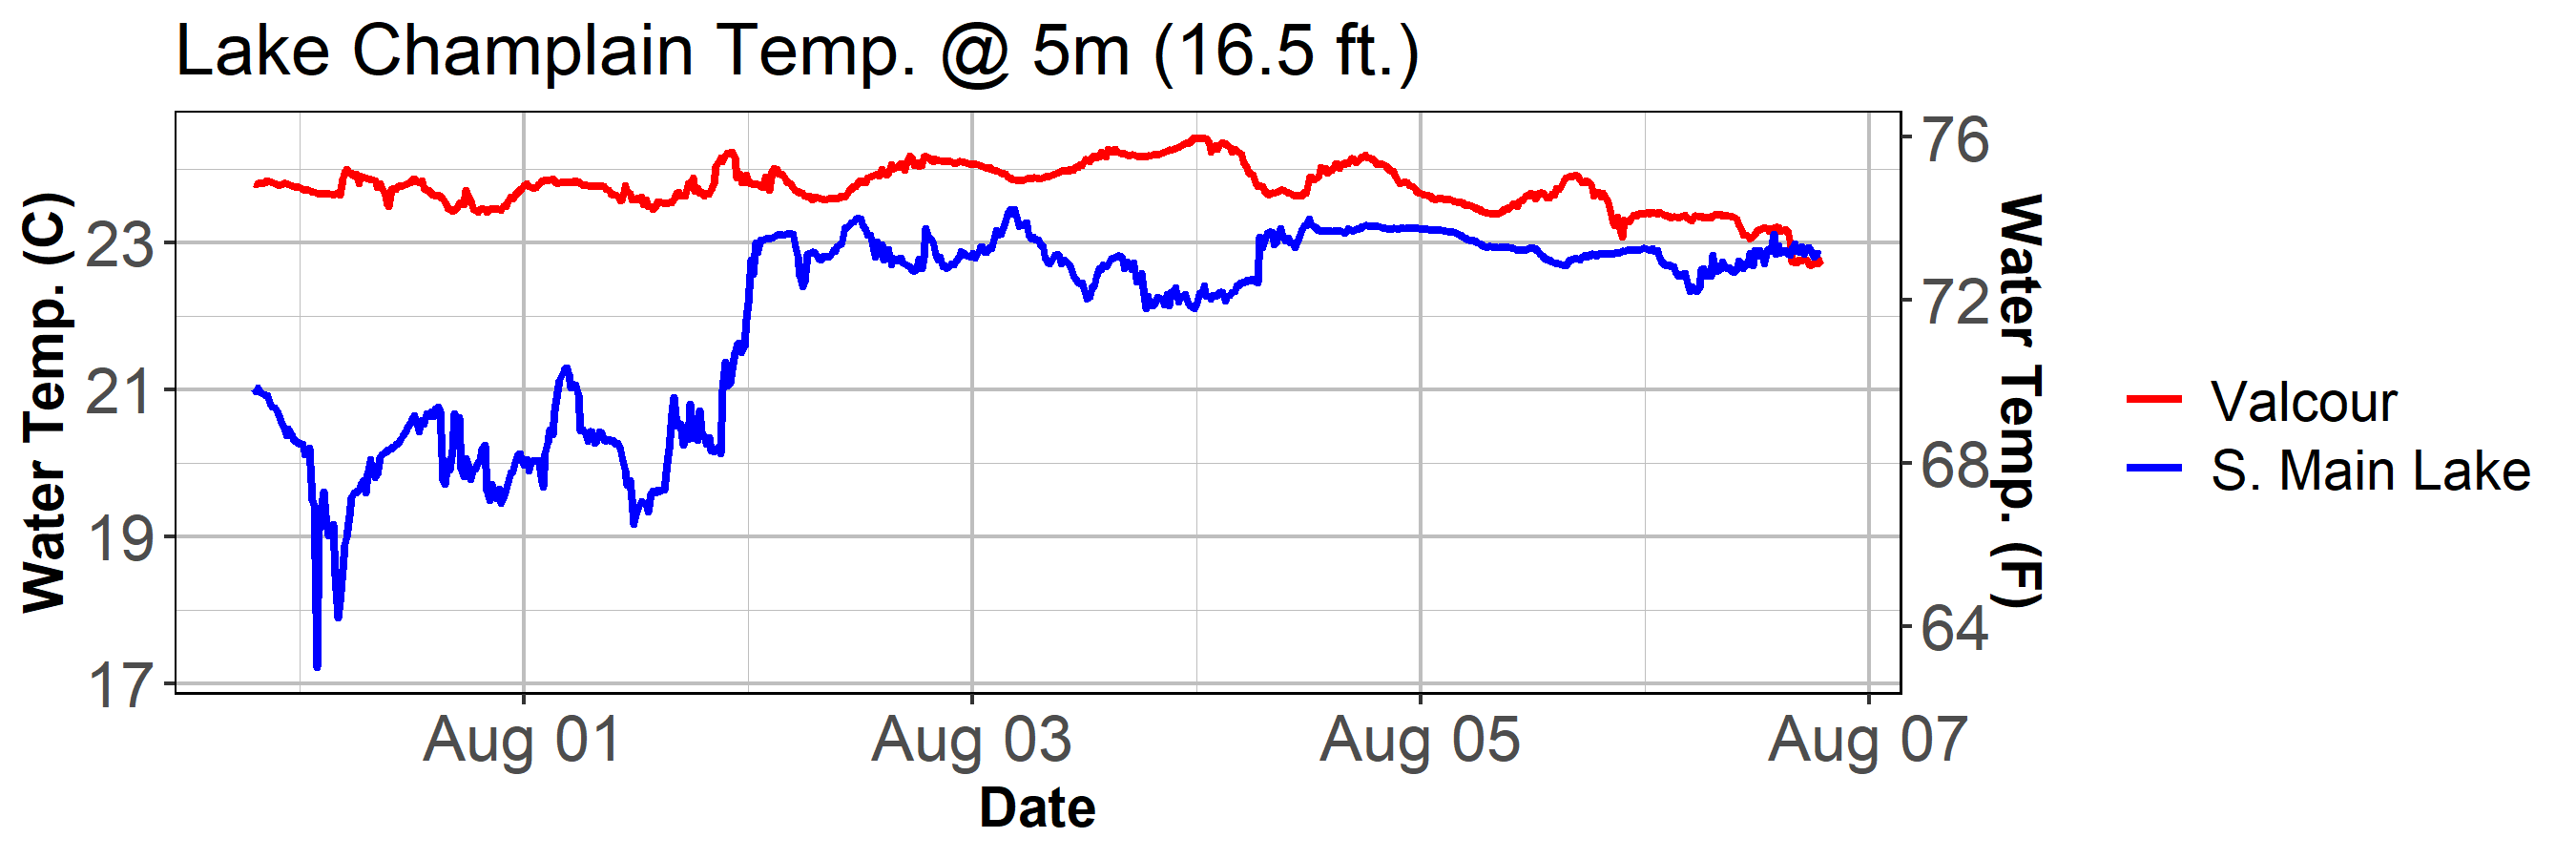 Lake Champlain Temp. @ 5m (16.5 ft.)
Water Temp. (C)
23
21
19
17
76
72
68
64
Water Temp. (F)
Aug 01
Aug 03
Aug 05
Aug 07
Date
Valcour
S. Main Lake